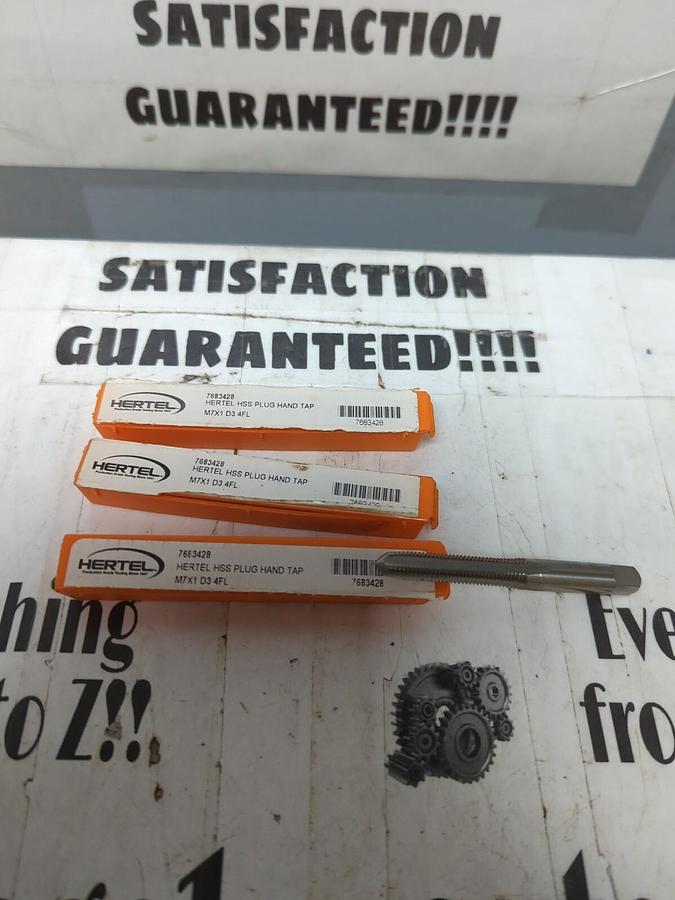 SATISFACTION
GUARANTEED!!!!
SATISFACTION
GUARANTEED!!!!
HERTEL
7683428
HERTEL HSS PLUG HAND TAP
M7X1 D3 4FL
7683428
HERTEL
7683428
HERTEL HSS PLUG HAND TAP
M7X1 D3 4FL
HERTEL
7683428
HERTEL HSS PLUG HAND TAP
M7X1 D3 4FL
7683428
hing
to Z!!
Eve
fro